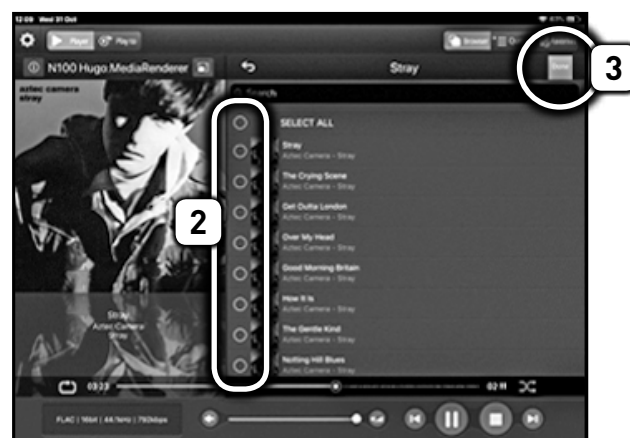 12:09 Wed 31 Oct
Player
Play to
Browser
N100 Hugo:MediaRenderer
Stray
Done
3
aztec camera
stray
Search
SELECT ALL
Stray
Aztec Camera - Stray
The Crying Scene
Aztec Camera - Stray
Get Outta London
Aztec Camera - Stray
Over My Head
Aztec Camera - Stray
2
Good Morning Britain
Aztec Camera - Stray
How It Is
Aztec Camera - Stray
The Gentle Kind
Aztec Camera - Stray
Notting Hill Blues
Aztec Camera - Stray
Stray
Aztec Camera
Stray
03:23
02:11
FLAC | 16bit | 44.1kHz | 792kbps